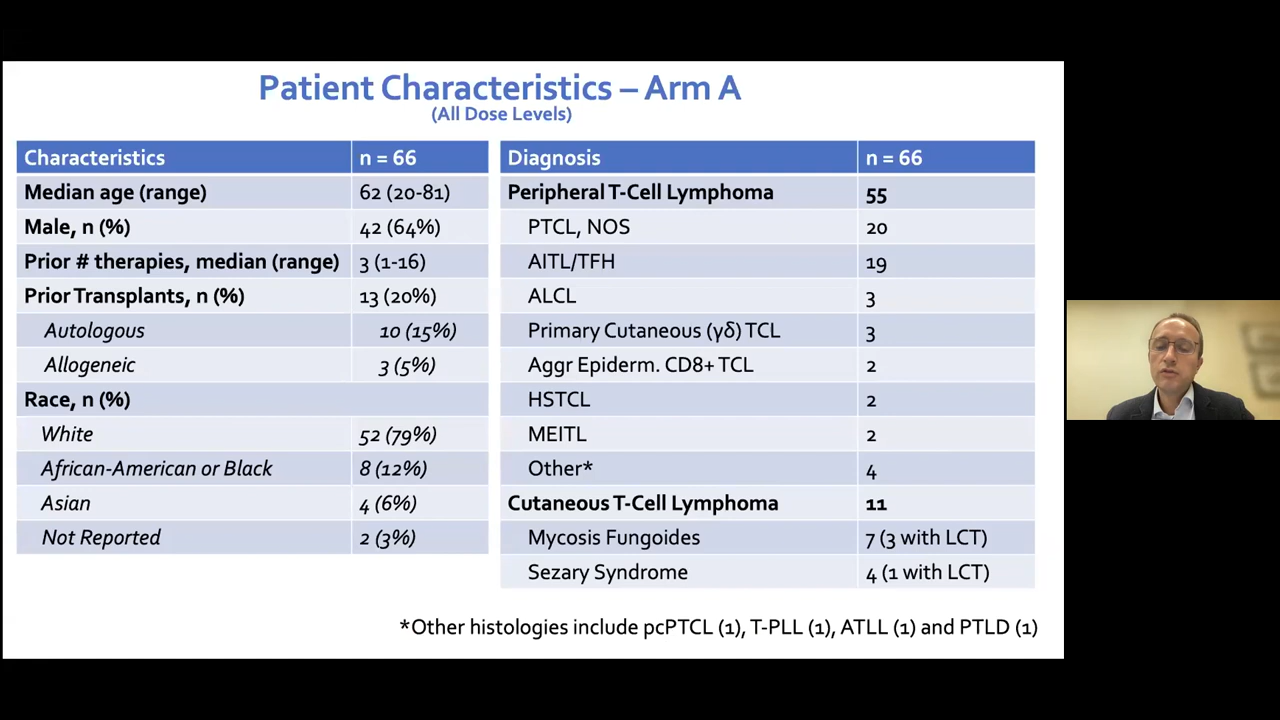 Patient Characteristics – Arm A
(All Dose Levels)
Characteristics n = 66
Median age (range) 62 (20-81)
Male, n (%) 42 (64%)
Prior # therapies, median (range) 3 (1-16)
Prior Transplants, n (%) 13 (20%)
Autologous 10 (15%)
Allogeneic 3 (5%)
Race, n (%)
White 52 (79%)
African-American or Black 8 (12%)
Asian 4 (6%)
Not Reported 2 (3%)
Diagnosis n = 66
Peripheral T-Cell Lymphoma 55
PTCL, NOS 20
AITL/TFH 19
ALCL 3
Primary Cutaneous (γδ) TCL 3
Aggr Epiderm. CD8+ TCL 2
HSTCL 2
MEITL 2
Other* 4
Cutaneous T-Cell Lymphoma 11
Mycosis Fungoides 7 (3 with LCT)
Sezary Syndrome 4 (1 with LCT)
*Other histologies include pcPTCL (1), T-PLL (1), ATLL (1) and PTLD (1)